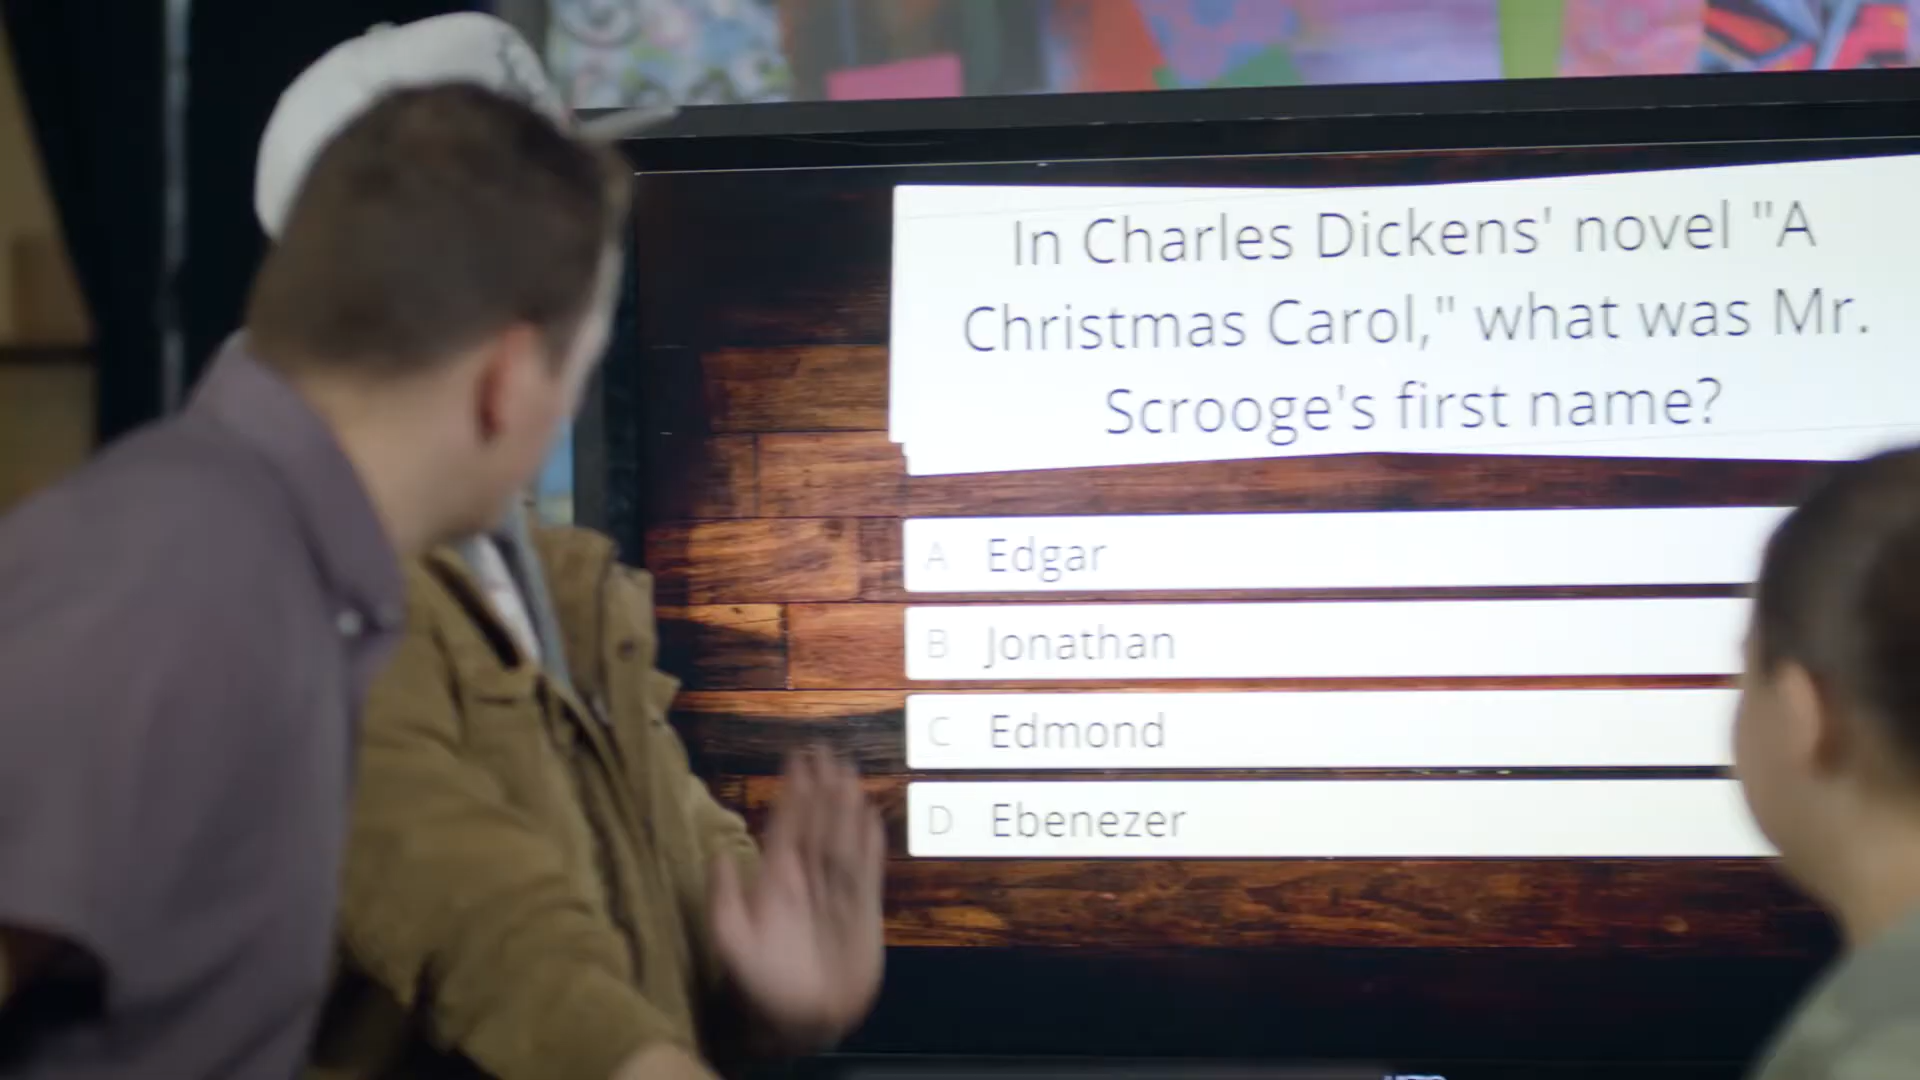 In Charles Dickens' novel "A
Christmas Carol," what was Mr.
Scrooge's first name?
A Edgar
B Jonathan
C Edmond
D Ebenezer